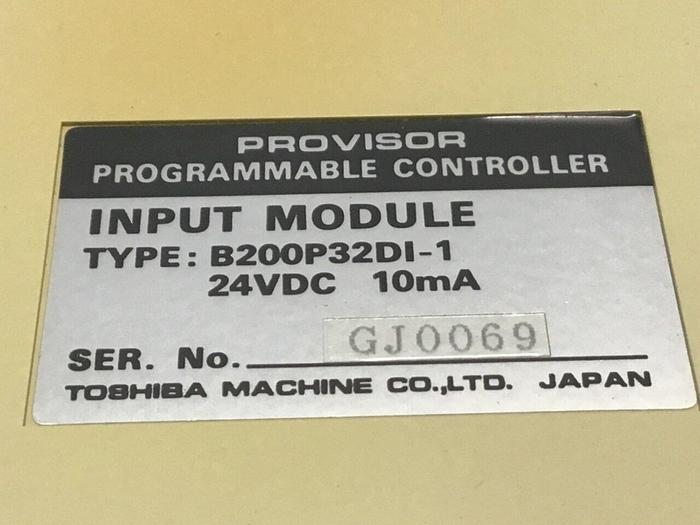 PROVISOR
PROGRAMMABLE CONTROLLER
INPUT MODULE
TYPE: B200P32DI-1
24VDC 10mA
SER. No. GJ0069
TOSHIBA MACHINE CO.,LTD. JAPAN